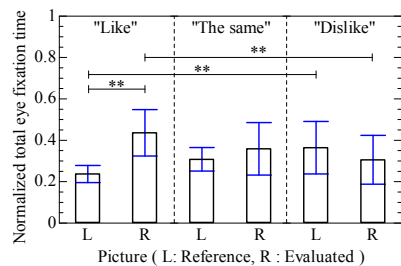 "Like" "The same" "Dislike"
Normalized total eye fixation time
1
0.8
0.6
0.4
0.2
0
**
**
**
L R L R L R
Picture ( L: Reference, R : Evaluated )